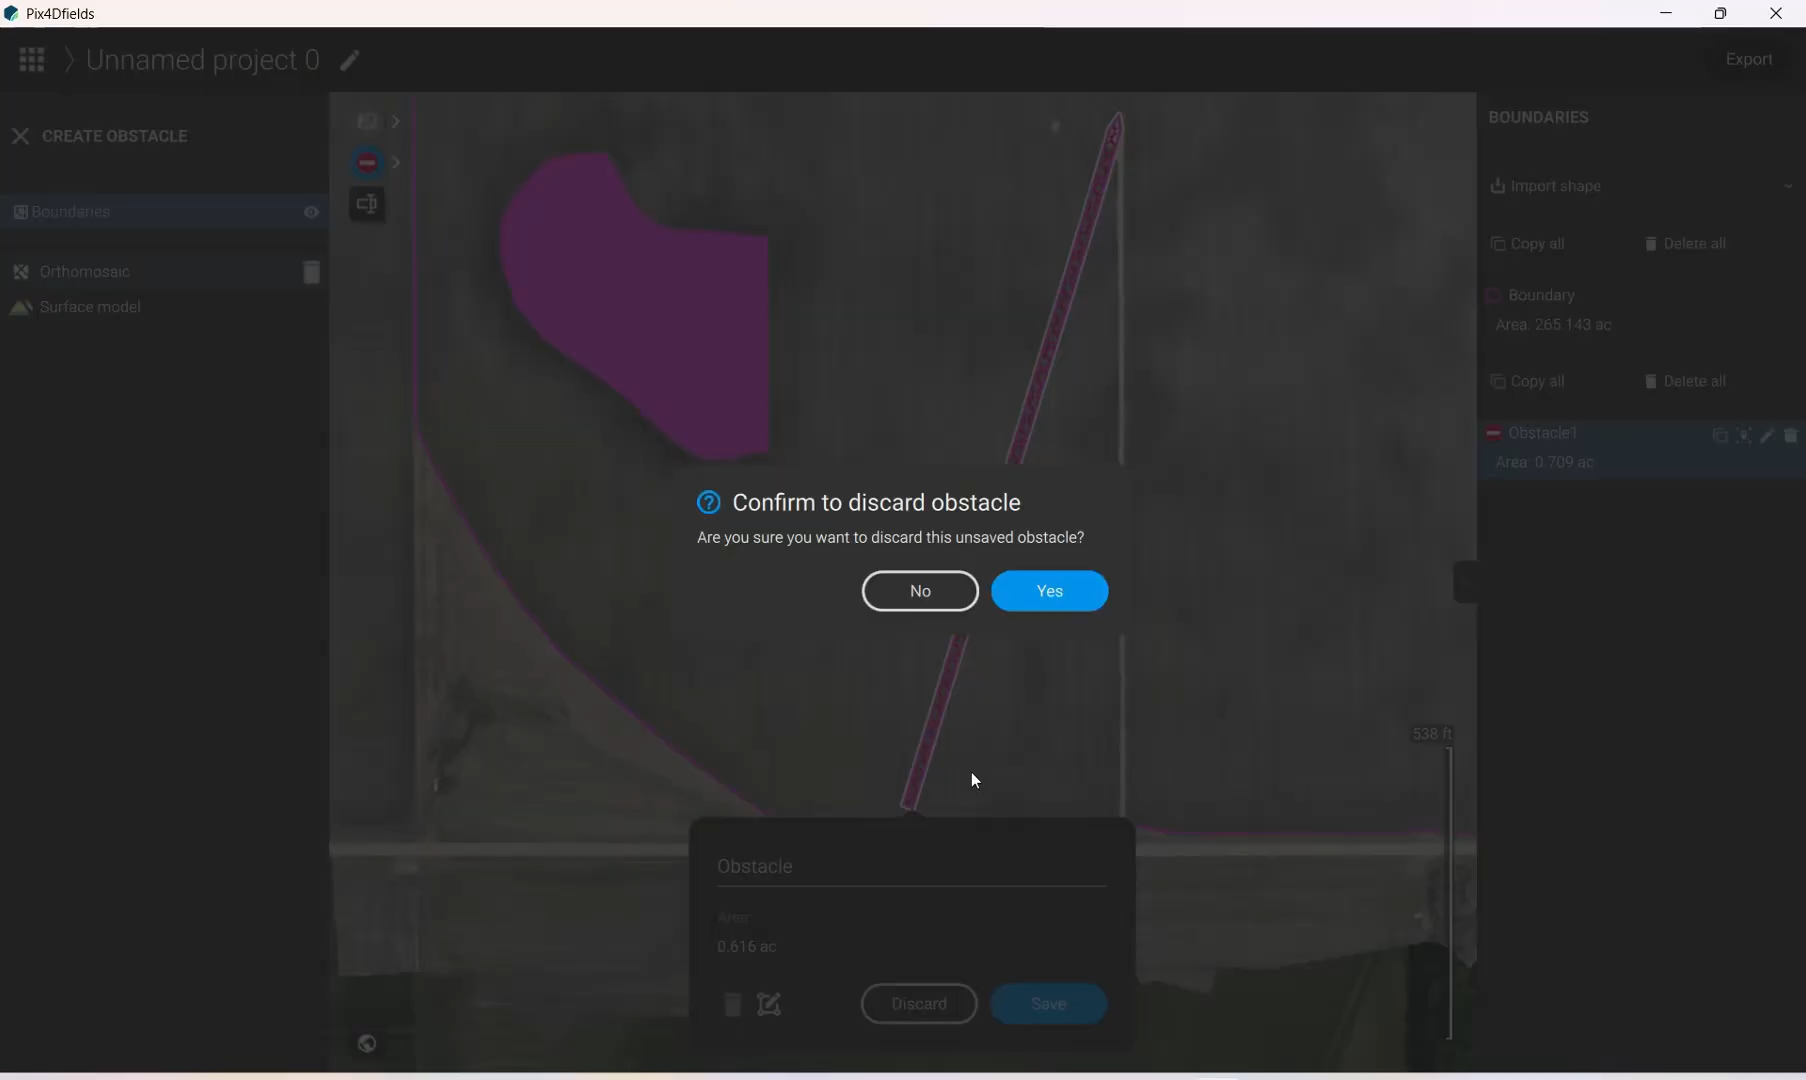 Pix4Dfields
Unnamed project 0
Export
CREATE OBSTACLE
Boundaries
Orthomosaic
Surface model
BOUNDARIES
Import shape
Copy all
Delete all
Boundary
Area. 265.143 ac
Copy all
Delete all
Obstacle1
Area: 0.709 ac
Confirm to discard obstacle
Are you sure you want to discard this unsaved obstacle?
No
Yes
538 ft
Obstacle
Area:
0.616 ac
Discard
Save